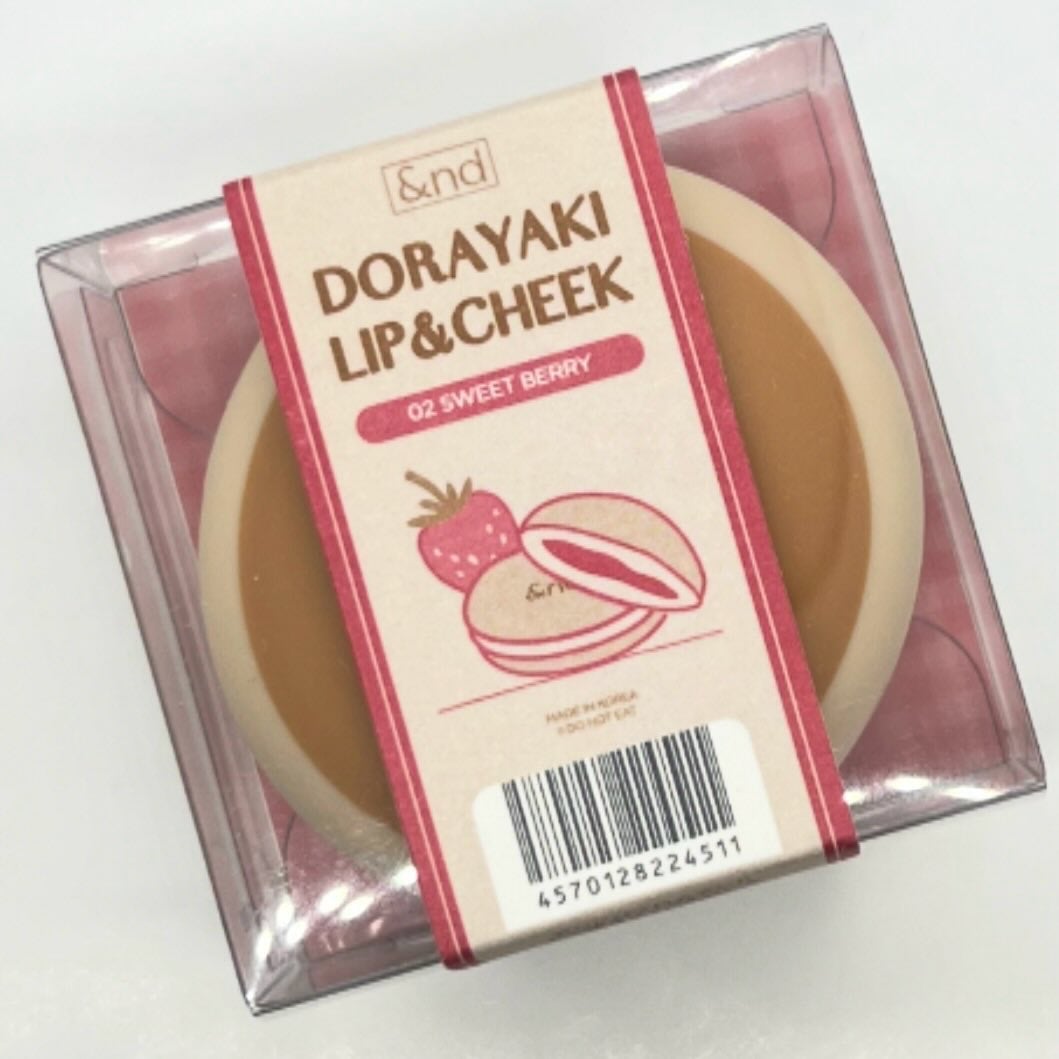 &nd
DORAYAKI
LIP&CHEEK
02 SWEET BERRY
MADE IN KOREA
※DO NOT EAT
4570128224511